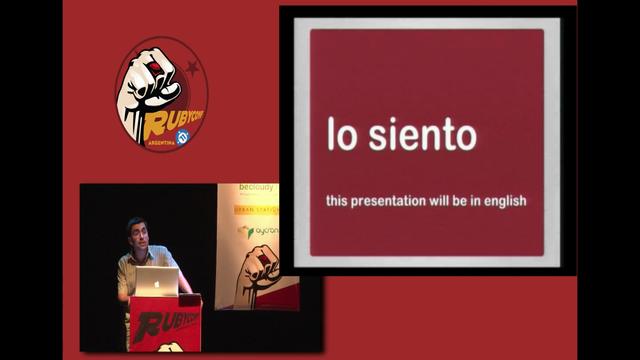 RUBYCONF
ARGENTINA
lo siento
this presentation will be in english
becloudy
URBAN STATION
aycron
RUBYCONF